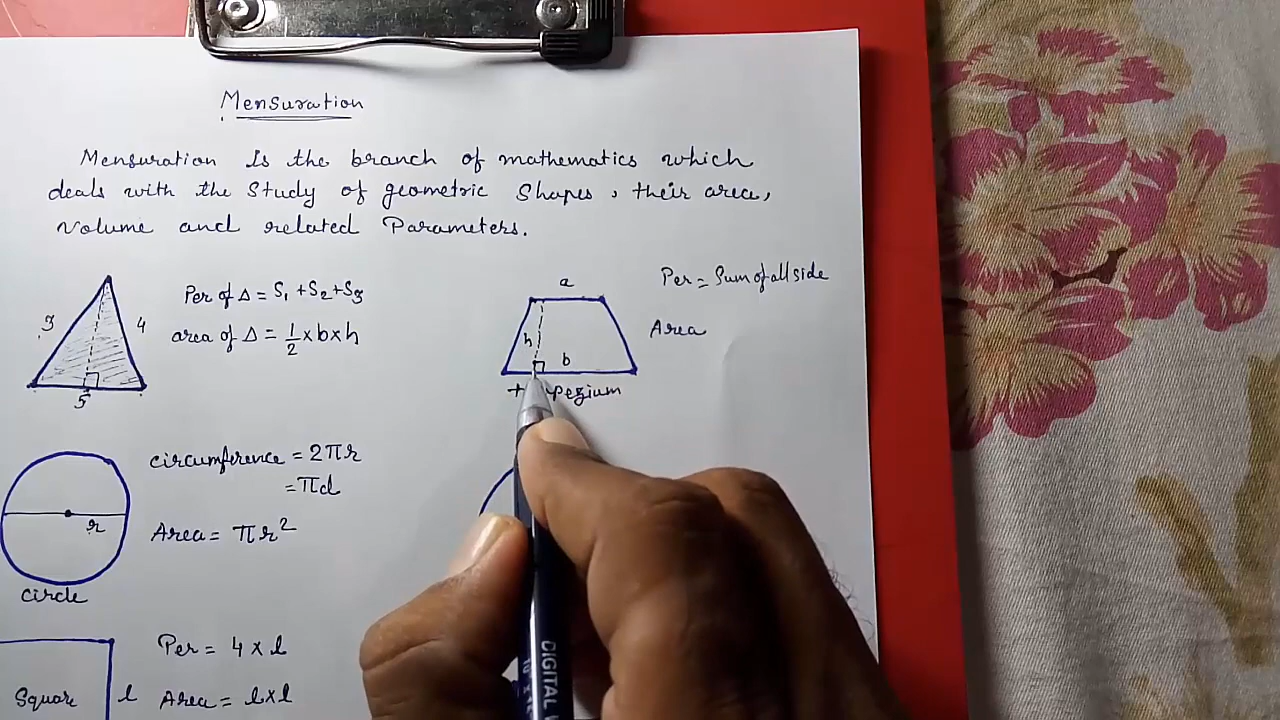 Mensuration
Mensuration Is the branch of mathematics which
deals with the Study of geometric Shapes, their area,
Volume and related Parameters.
3
4
5
Per of Δ = S₁ + S₂ + S₃
area of Δ = 1/2 × b × h
a
h
b
Per = Sum of all side
Area
r
circle
circumference = 2πr
= πd
Area = πr²
Square
l
Per = 4 × l
Area = l × l
DIGITAL